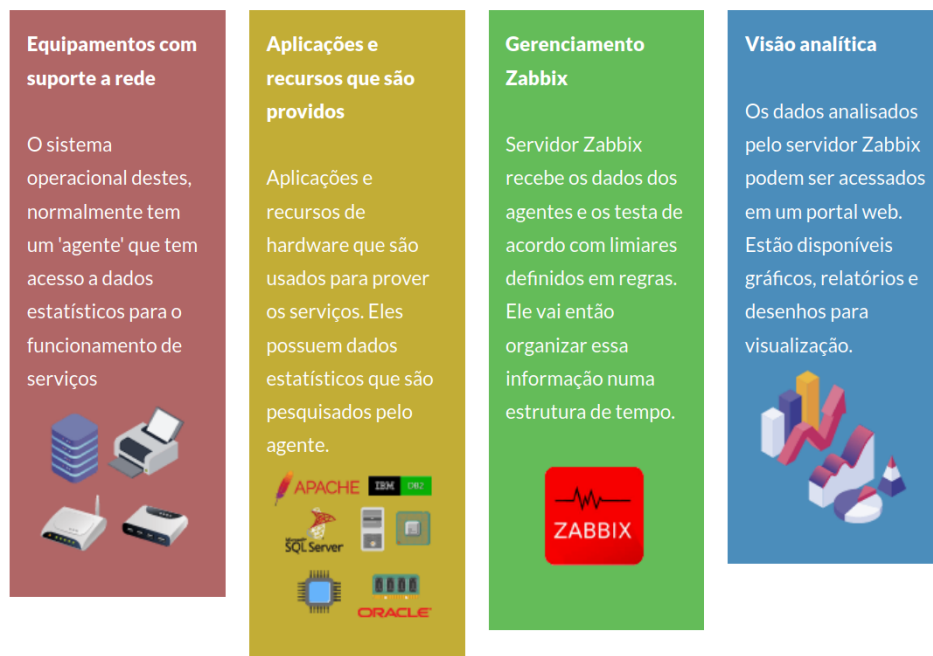 Equipamentos com
suporte a rede
O sistema
operacional destes,
normalmente tem
um 'agente' que tem
acesso a dados
estatísticos para o
funcionamento de
serviços
Aplicações e
recursos que são
providos
Aplicações e
recursos de
hardware que são
usados para prover
os serviços. Eles
possuem dados
estatísticos que são
pesquisados pelo
agente.
APACHE IBM DB2
Microsoft
SQL Server
ORACLE
Gerenciamento
Zabbix
Servidor Zabbix
recebe os dados dos
agentes e os testa de
acordo com limiares
definidos em regras.
Ele vai então
organizar essa
informação numa
estrutura de tempo.
ZABBIX
Visão analítica
Os dados analisados
pelo servidor Zabbix
podem ser acessados
em um portal web.
Estão disponíveis
gráficos, relatórios e
desenhos para
visualização.